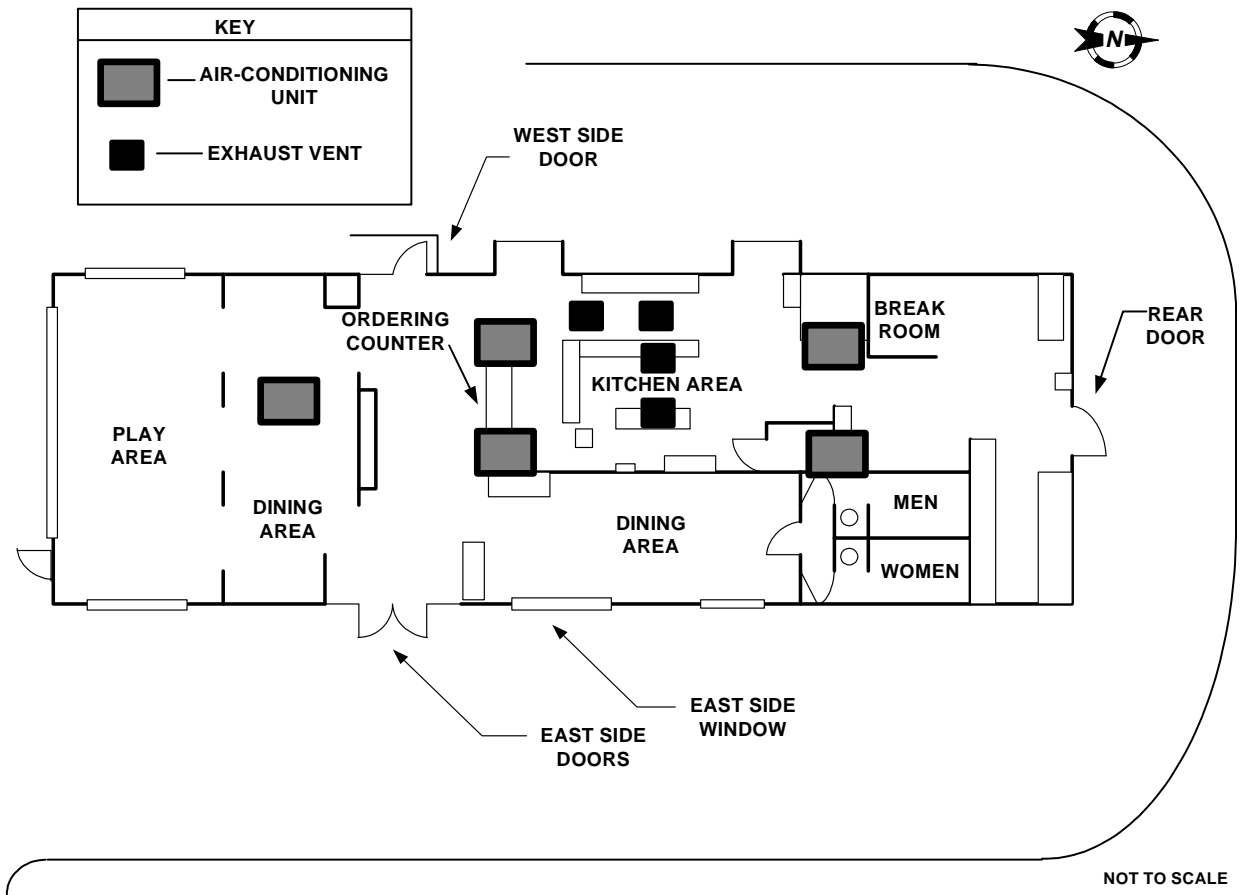 KEY
AIR-CONDITIONING
UNIT
EXHAUST VENT
N
WEST SIDE
DOOR
ORDERING
COUNTER
BREAK
ROOM
REAR
DOOR
KITCHEN AREA
PLAY
AREA
DINING
AREA
DINING
AREA
MEN
WOMEN
EAST SIDE
WINDOW
EAST SIDE
DOORS
NOT TO SCALE